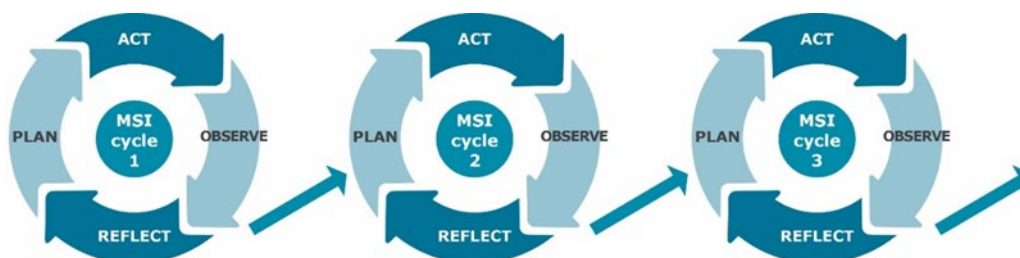 ACT
PLAN
MSI
cycle
1
OBSERVE
REFLECT
ACT
PLAN
MSI
cycle
2
OBSERVE
REFLECT
ACT
PLAN
MSI
cycle
3
OBSERVE
REFLECT